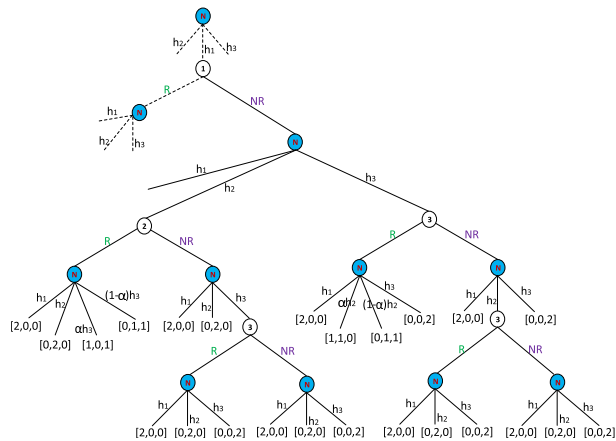 N
h₂ h₁ h₃
1
R NR
N
h₁ h₂ h₃
N
h₁ h₂ h₃
2 3
R NR R NR
N N N N
h₁ h₂ αh₃ (1-α)h₃ h₁ h₂ h₃ h₁ αh₂ (1-α)h₂ h₃ h₁ h₂ h₃
[2,0,0] [0,2,0] [1,0,1] [0,1,1] [2,0,0] [0,2,0] [2,0,0] [1,1,0] [0,1,1] [0,0,2] [2,0,0] [0,0,2]
3 3
R NR R NR
N N N N
h₁ h₂ h₃ h₁ h₂ h₃ h₁ h₂ h₃ h₁ h₂ h₃
[2,0,0] [0,2,0] [0,0,2] [2,0,0] [0,2,0] [0,0,2] [2,0,0] [0,2,0] [0,0,2] [2,0,0] [0,2,0] [0,0,2]